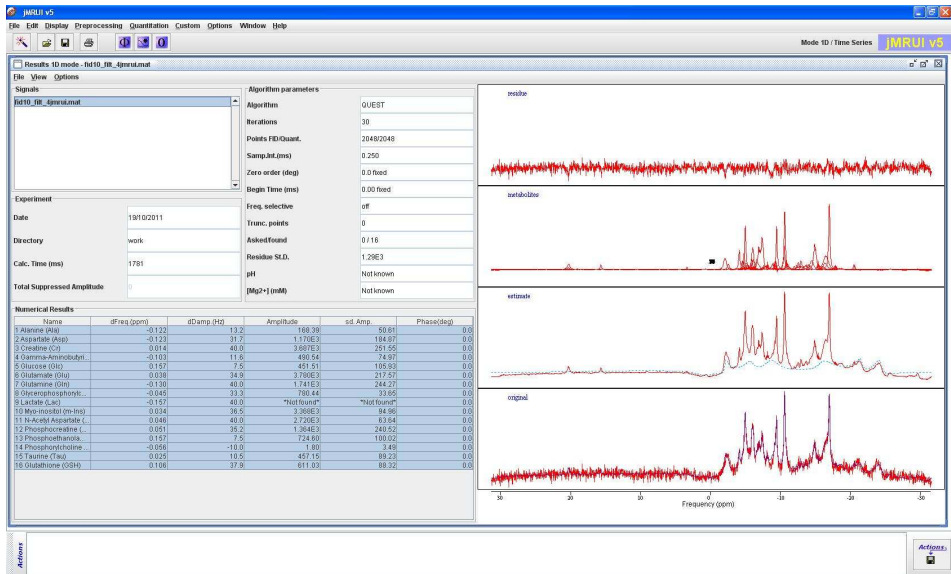 jMRUI v5
File Edit Display Preprocessing Quantitation Custom Options Window Help
Mode 1D / Time Series jMRUI v5
Results 1D mode - fid10_filt_4jmrui.mat
File View Options
Signals
fid10_filt_4jmrui.mat
Experiment
Date 19/10/2011
Directory work
Calc. Time (ms) 1781
Total Suppressed Amplitude 0
Algorithm parameters
Algorithm QUEST
Iterations 30
Points FID/Quant. 2048/2048
Samp.Int.(ms) 0.250
Zero order (deg) 0.0 fixed
Begin Time (ms) 0.00 fixed
Freq. selective off
Trunc. points 0
Asked/found 0 / 16
Residue St.D. 1.29E3
pH Not known
[Mg2+] (mM) Not known
Numerical Results
Name dFreq.(ppm) dDamp.(Hz) Amplitude sd. Amp. Phase(deg)
1 Alanine (Ala) -0.122 13.2 168.39 50.61 0.0
2 Aspartate (Asp) -0.123 31.7 1.170E3 184.87 0.0
3 Creatine (Cr) 0.014 40.0 3.687E3 251.55 0.0
4 Gamma-Aminobutyri... -0.103 11.6 490.54 74.97 0.0
5 Glucose (Glc) 0.157 7.5 451.51 105.93 0.0
6 Glutamate (Glu) 0.038 34.9 3.780E3 217.57 0.0
7 Glutamine (Gln) -0.130 40.0 1.741E3 244.27 0.0
8 Glycerophosphorylc... -0.045 33.3 780.44 33.65 0.0
9 Lactate (Lac) -0.157 40.0 *Not found* *Not found* 0.0
10 Myo-inositol (m-Ins) 0.034 36.5 3.368E3 94.96 0.0
11 N-Acetyl Aspartate (... 0.046 40.0 2.720E3 63.64 0.0
12 Phosphocreatine (... 0.051 35.2 1.364E3 240.52 0.0
13 Phosphoethanola... 0.157 7.5 724.60 100.02 0.0
14 Phosphorylcholine... -0.056 -10.0 1.80 3.49 0.0
15 Taurine (Tau) 0.025 10.5 457.15 89.23 0.0
16 Glutathione (GSH) 0.106 37.9 611.03 88.32 0.0
residue
metabolites
estimate
original
30 20 10 0 -10 -20 -30
Frequency (ppm)
Actions
Actions